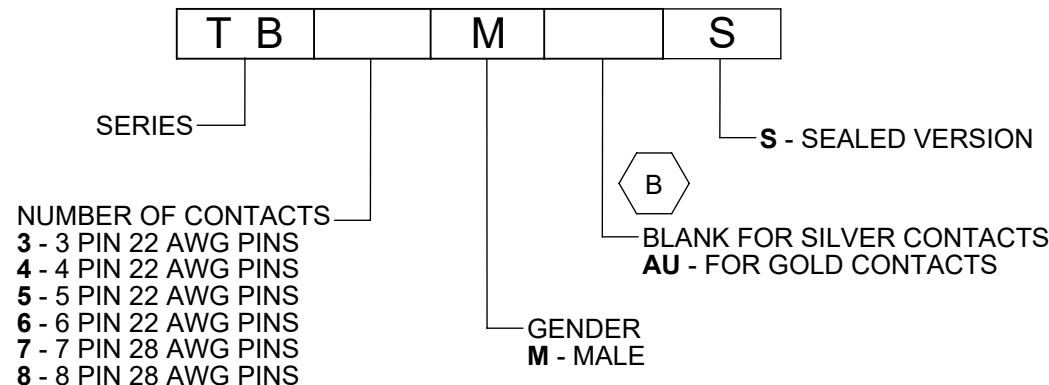 T B M S
SERIES
S - SEALED VERSION
B
NUMBER OF CONTACTS
3 - 3 PIN 22 AWG PINS
4 - 4 PIN 22 AWG PINS
5 - 5 PIN 22 AWG PINS
6 - 6 PIN 22 AWG PINS
7 - 7 PIN 28 AWG PINS
8 - 8 PIN 28 AWG PINS
BLANK FOR SILVER CONTACTS
AU - FOR GOLD CONTACTS
GENDER
M - MALE